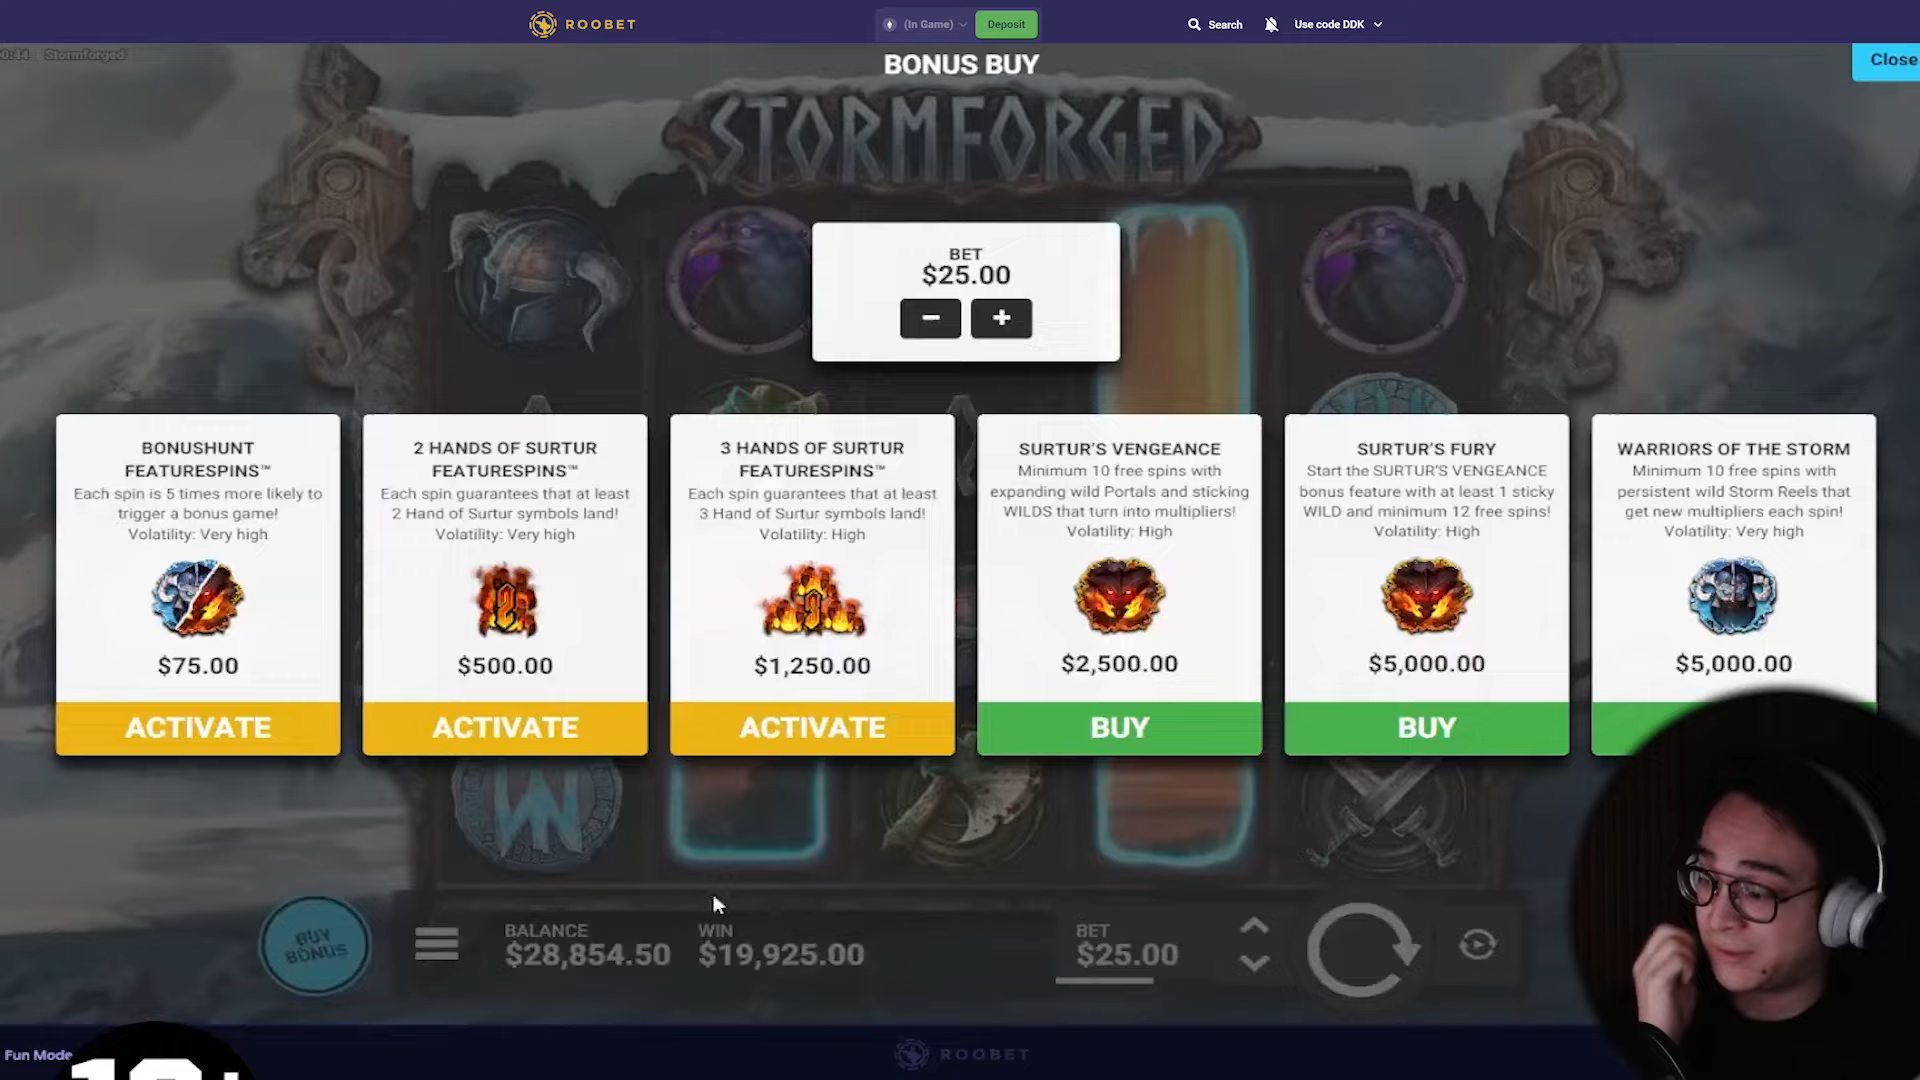 ROOBET
(In Game)
Deposit
Search
Use code DDK
0:44 Stormforged
BONUS BUY
Close
STORMFORGED
BET
$25.00
BONUSHUNT
FEATURESPINS™
Each spin is 5 times more likely to
trigger a bonus game!
Volatility: Very high
$75.00
ACTIVATE
2 HANDS OF SURTUR
FEATURESPINS™
Each spin guarantees that at least
2 Hand of Surtur symbols land!
Volatility: Very high
2
$500.00
ACTIVATE
3 HANDS OF SURTUR
FEATURESPINS™
Each spin guarantees that at least
3 Hand of Surtur symbols land!
Volatility: High
3
$1,250.00
ACTIVATE
SURTUR'S VENGEANCE
Minimum 10 free spins with
expanding wild Portals and sticking
WILDS that turn into multipliers!
Volatility: High
$2,500.00
BUY
SURTUR'S FURY
Start the SURTUR'S VENGEANCE
bonus feature with at least 1 sticky
WILD and minimum 12 free spins!
Volatility: High
$5,000.00
BUY
WARRIORS OF THE STORM
Minimum 10 free spins with
persistent wild Storm Reels that
get new multipliers each spin!
Volatility: Very high
$5,000.00
BUY
BONUS
BALANCE
$28,854.50
WIN
$19,925.00
BET
$25.00
Fun Mode
18+
ROOBET